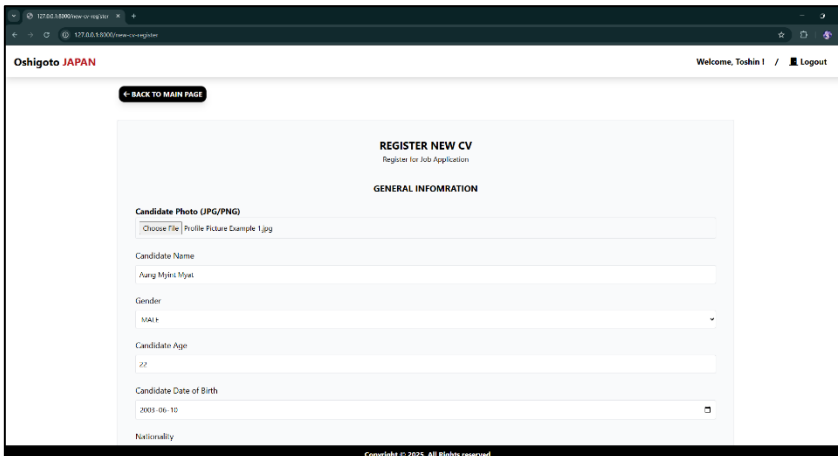 127.0.0.1:8000/new-cv-register
127.0.0.1:8000/new-cv-register
Oshigoto JAPAN
Welcome, Toshin ! / Logout
← BACK TO MAIN PAGE
REGISTER NEW CV
Register for Job Application
GENERAL INFOMRATION
Candidate Photo (JPG/PNG)
Choose File Profile Picture Example 1.jpg
Candidate Name
Aung Myint Myat
Gender
MALE
Candidate Age
22
Candidate Date of Birth
2003-06-10
Nationality
Copyright © 2025. All Rights reserved